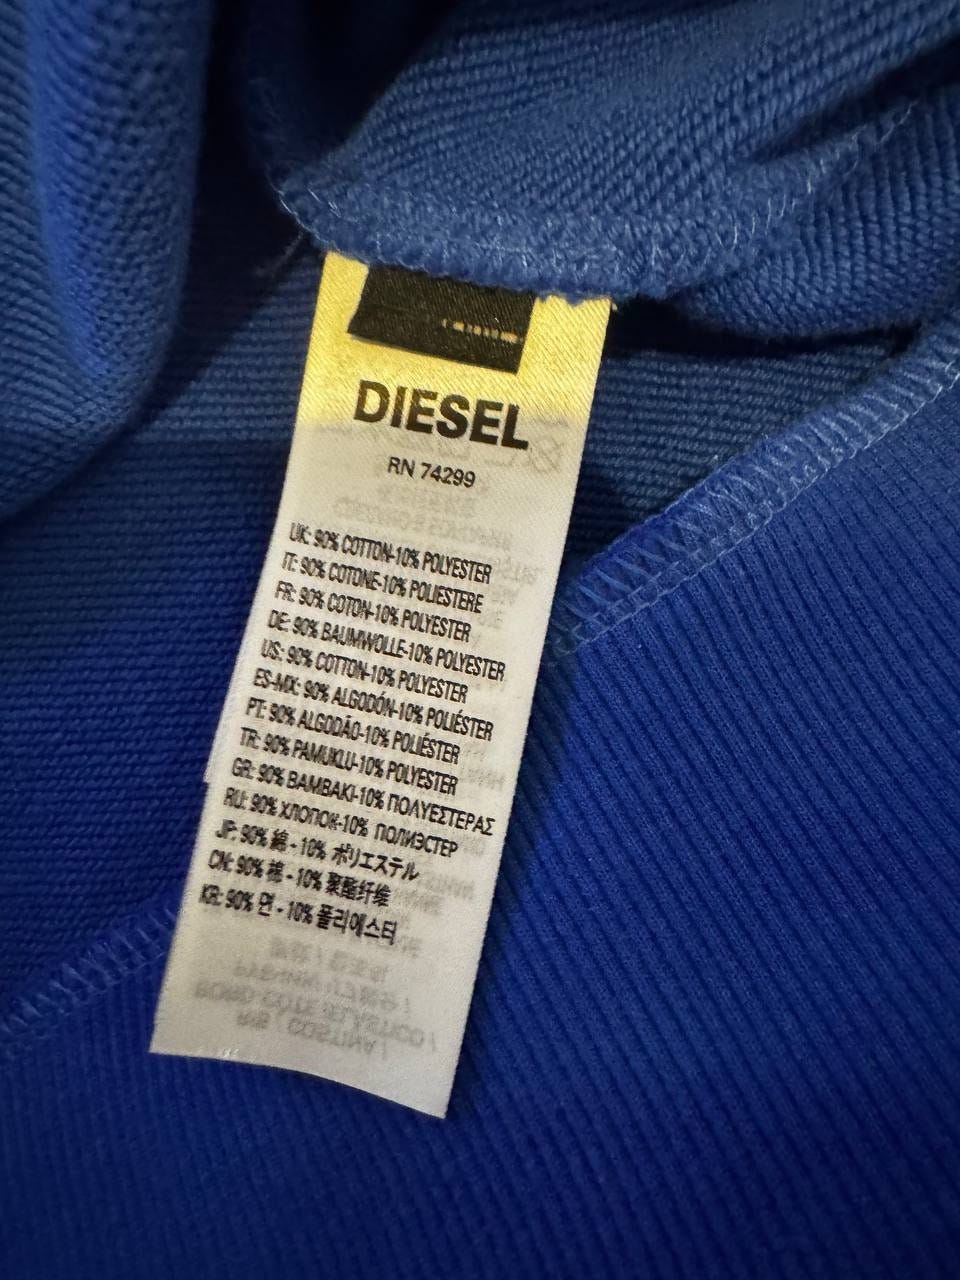 DIESEL
RN 74299
UK: 90% COTTON-10% POLYESTER
IT: 90% COTONE-10% POLIESTERE
FR: 90% COTON-10% POLYESTER
DE: 90% BAUMWOLLE-10% POLYESTER
US: 90% COTTON-10% POLYESTER
ES-MX: 90% ALGODÓN-10% POLIÉSTER
PT: 90% ALGODÃO-10% POLIÉSTER
TR: 90% PAMUKLU-10% POLYESTER
GR: 90% ΒΑΜΒΑΚΙ-10% ΠΟΛΥΕΣΤΕΡΑΣ
RU: 90% ХЛОПОК-10% ПОЛИЭСТЕР
JP: 90% 綿 - 10% ポリエステル
CN: 90% 棉 - 10% 聚酯纤维
KR: 90% 면 - 10% 폴리에스터